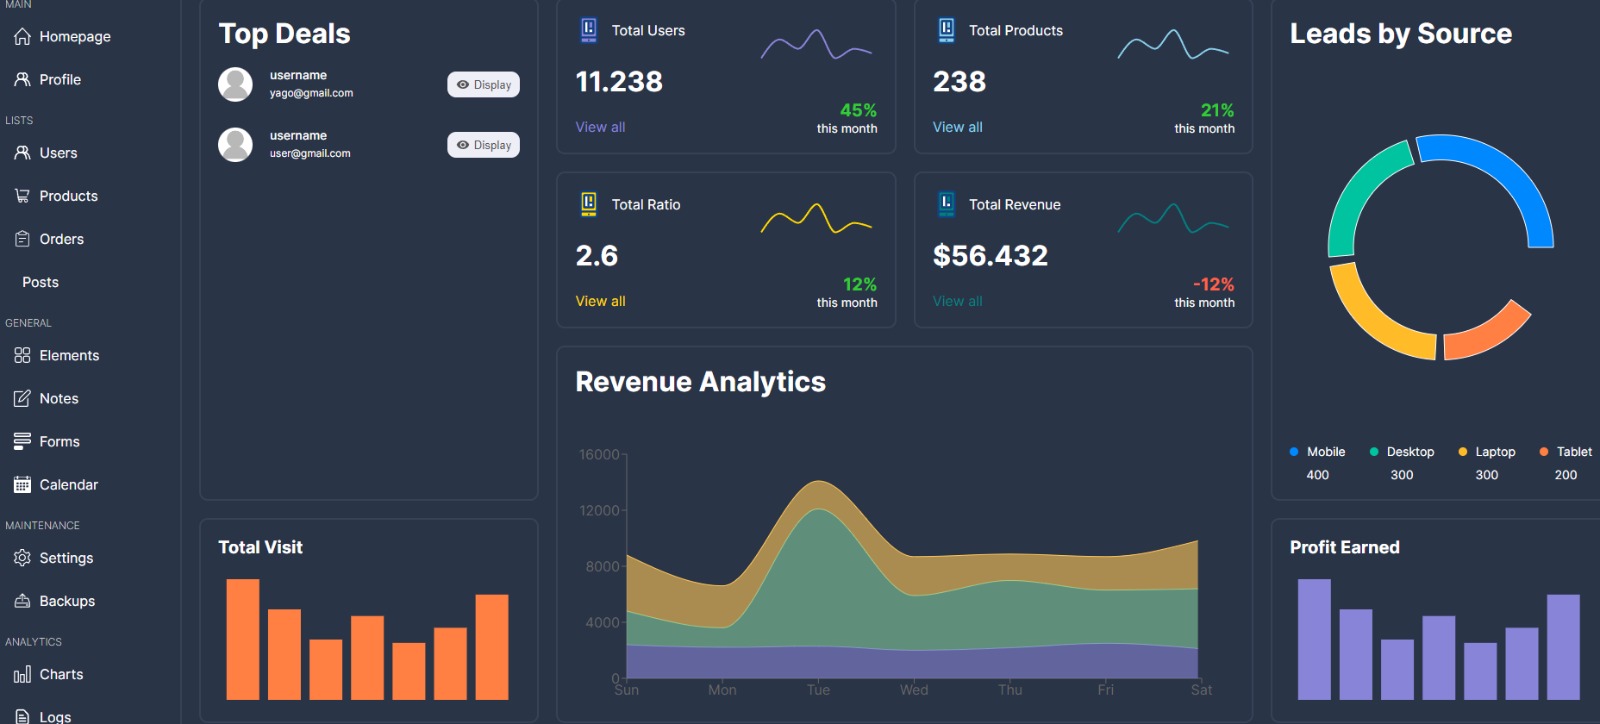 MAIN
Homepage
Profile
LISTS
Users
Products
Orders
Posts
GENERAL
Elements
Notes
Forms
Calendar
MAINTENANCE
Settings
Backups
ANALYTICS
Charts
Logs
Top Deals
username
yago@gmail.com
Display
username
user@gmail.com
Display
Total Visit
Total Users
11.238
View all
45%
this month
Total Products
238
View all
21%
this month
Total Ratio
2.6
View all
12%
this month
Total Revenue
$56.432
View all
-12%
this month
Revenue Analytics
16000
12000
8000
4000
0
Sun Mon Tue Wed Thu Fri Sat
Leads by Source
Mobile Desktop Laptop Tablet
400 300 300 200
Profit Earned